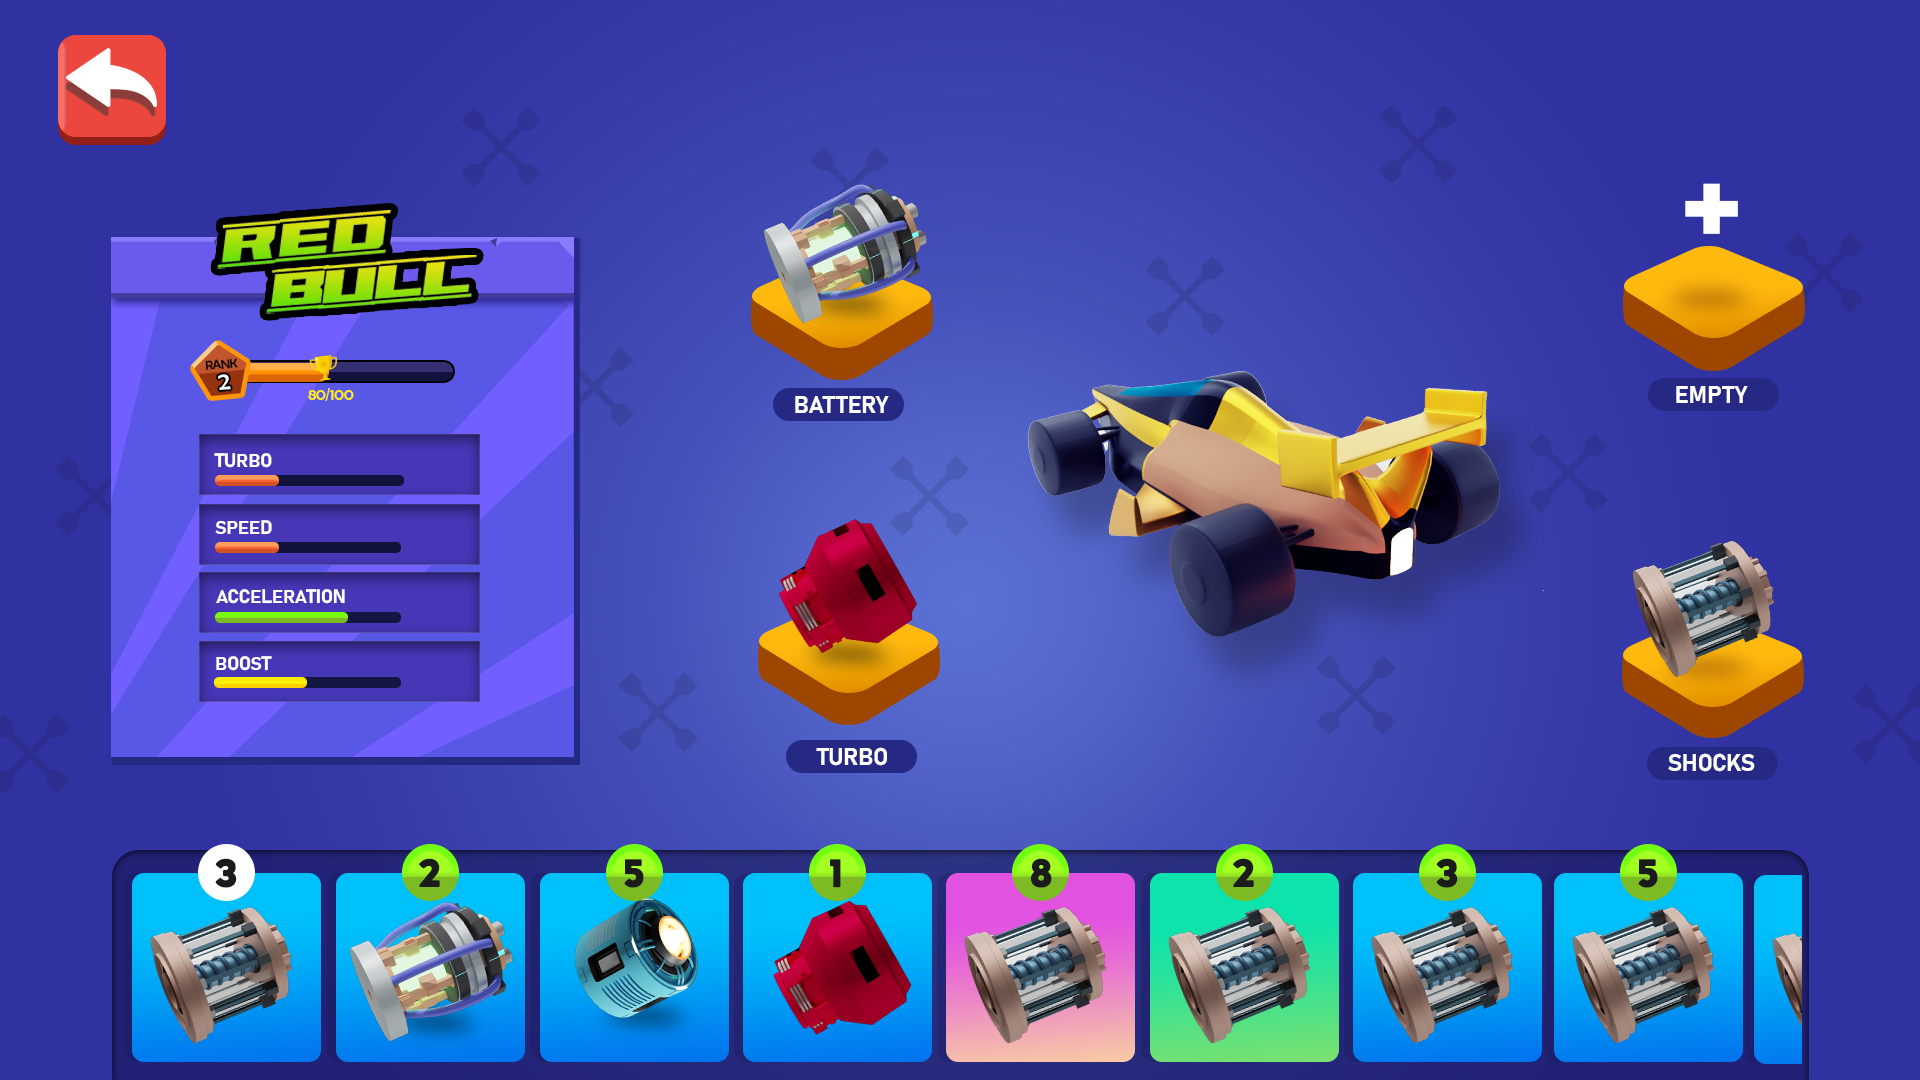 RED
BULL
RANK
2
80/100
TURBO
SPEED
ACCELERATION
BOOST
BATTERY
TURBO
EMPTY
SHOCKS
3 2 5 1 8 2 3 5